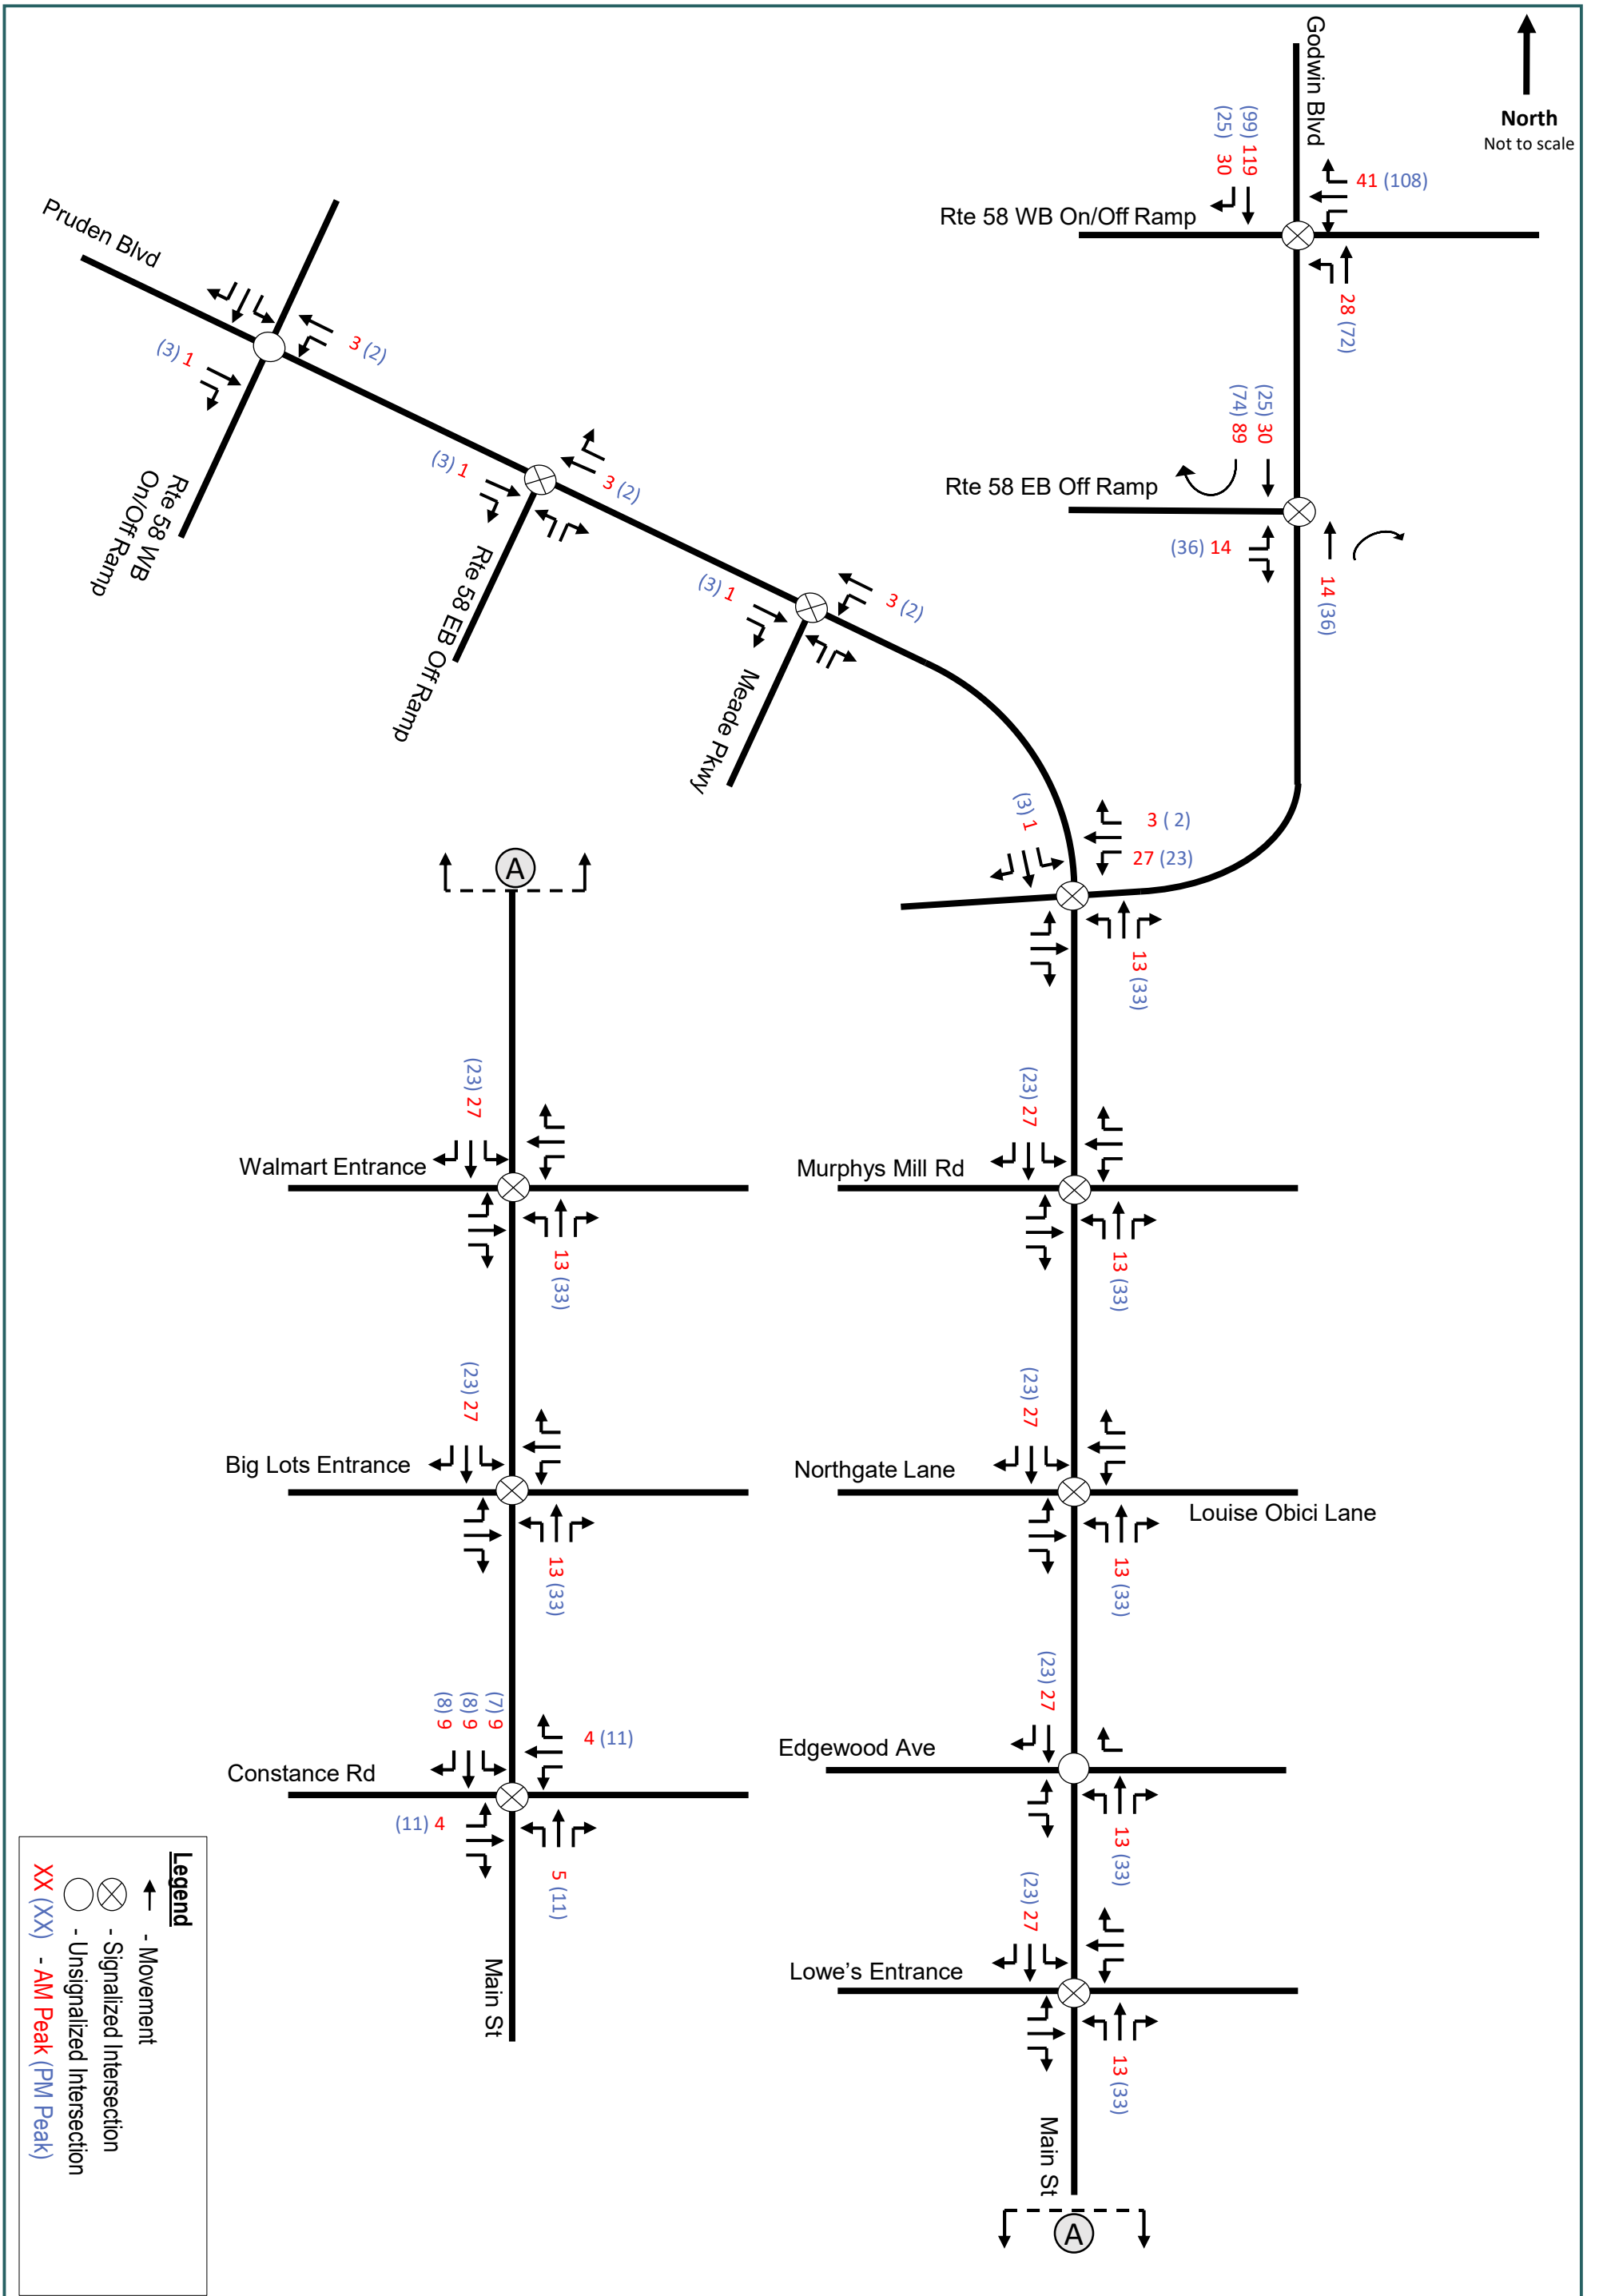 North
Not to scale
Godwin Blvd
(99) 119
(25) 30
41 (108)
Rte 58 WB On/Off Ramp
28 (72)
Pruden Blvd
3 (2)
(3) 1
Rte 58 WB
On/Off Ramp
(25) 30
(74) 89
Rte 58 EB Off Ramp
(36) 14
14 (36)
(3) 1
3 (2)
Rte 58 EB Off Ramp
(3) 1
3 (2)
Meade Pkwy
(3) 1
3 ( 2)
27 (23)
13 (33)
A
(23) 27
Walmart Entrance
13 (33)
(23) 27
Murphys Mill Rd
13 (33)
(23) 27
Big Lots Entrance
13 (33)
(23) 27
Northgate Lane
Louise Obici Lane
13 (33)
(7) 9
(8) 9
(8) 9
4 (11)
Constance Rd
(11) 4
5 (11)
Main St
(23) 27
Edgewood Ave
13 (33)
(23) 27
Lowe's Entrance
13 (33)
Main St
A
Legend
- Movement
- Signalized Intersection
- Unsignalized Intersection
XX (XX) - AM Peak (PM Peak)